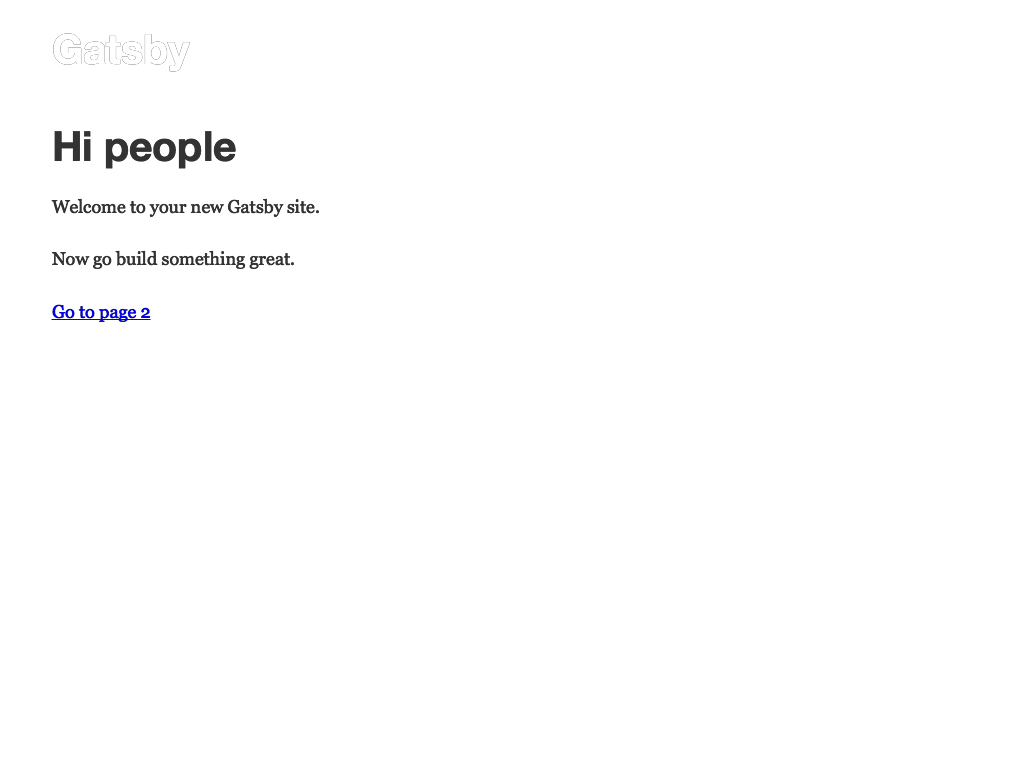 Gatsby
Hi people
Welcome to your new Gatsby site.
Now go build something great.
Go to page 2